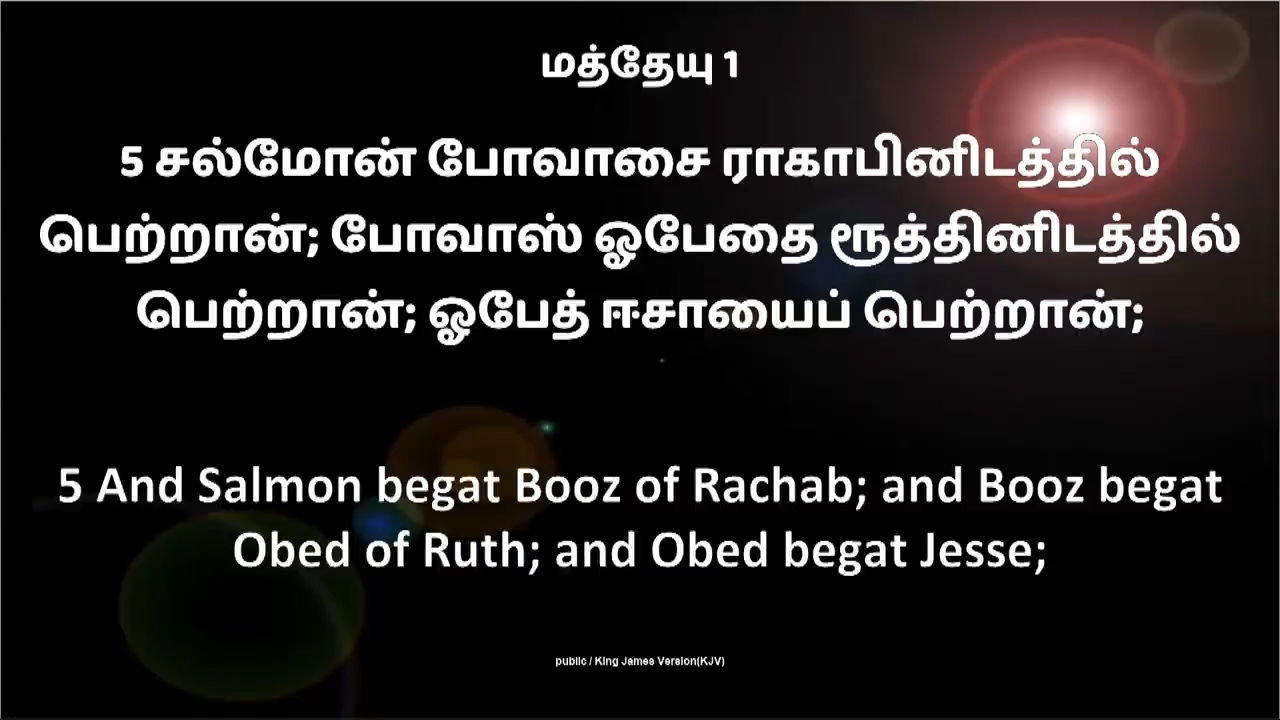 மத்தேயு 1
5 சல்மோன் போவாசை ராகாபினிடத்தில்
பெற்றான்; போவாஸ் ஓபேதை ரூத்தினிடத்தில்
பெற்றான்; ஓபேத் ஈசாயைப் பெற்றான்;
5 And Salmon begat Booz of Rachab; and Booz begat
Obed of Ruth; and Obed begat Jesse;
public / King James Version(KJV)